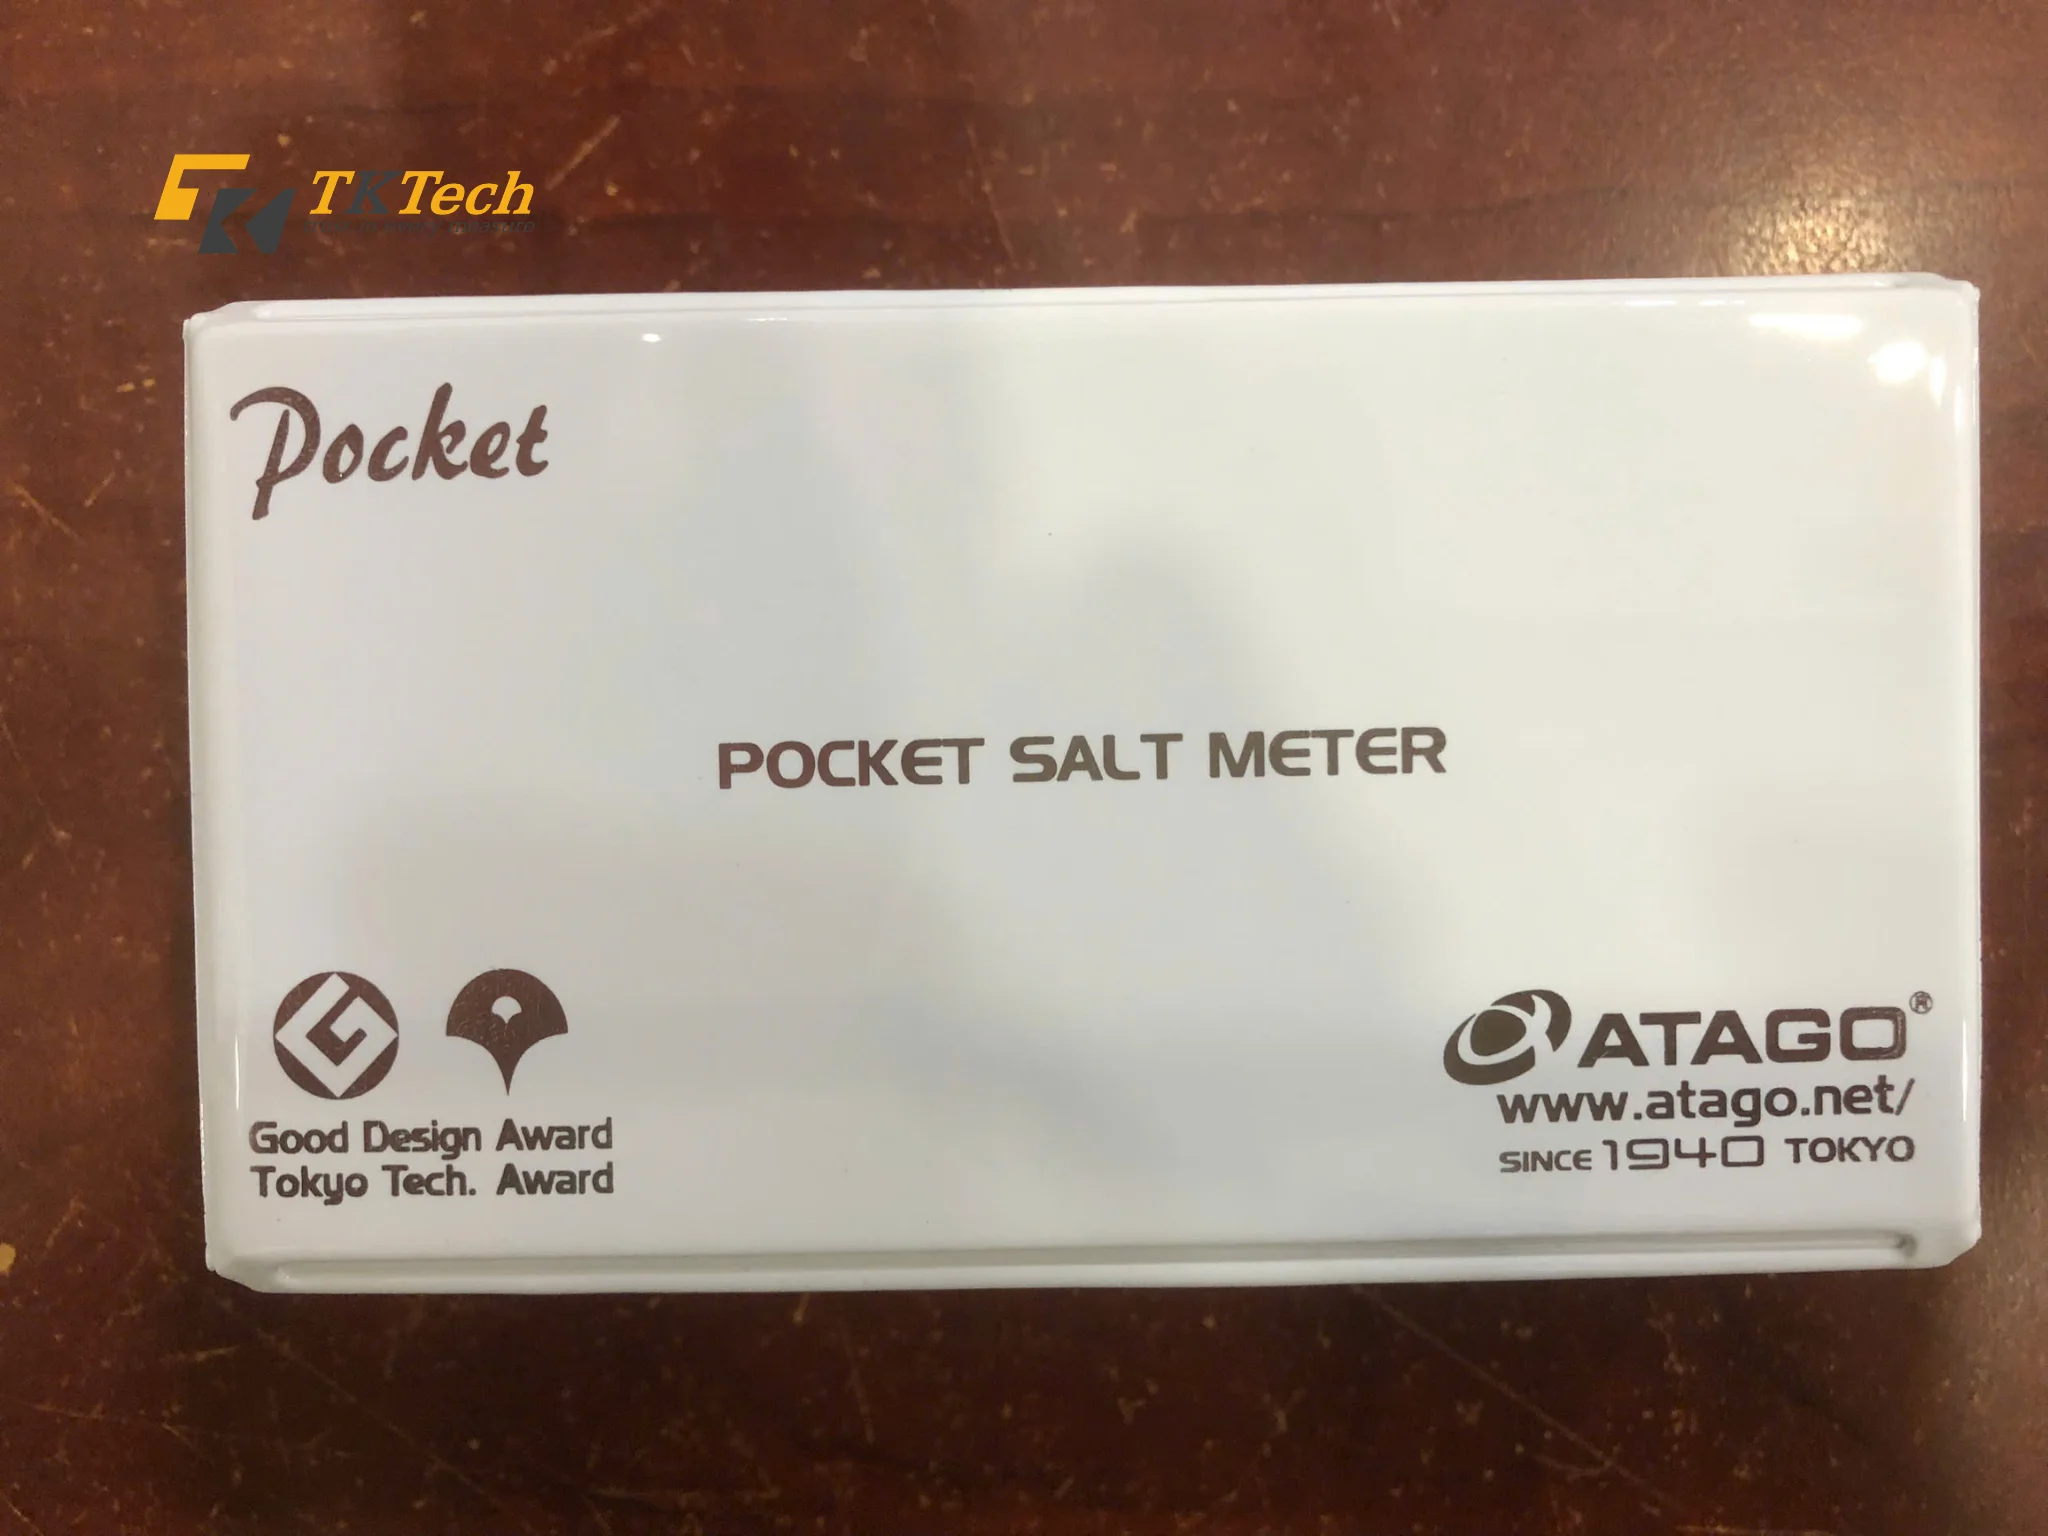 TKTech
Pocket
POCKET SALT METER
Good Design Award
Tokyo Tech. Award
ATAGO®
www.atago.net/
SINCE 1940 TOKYO